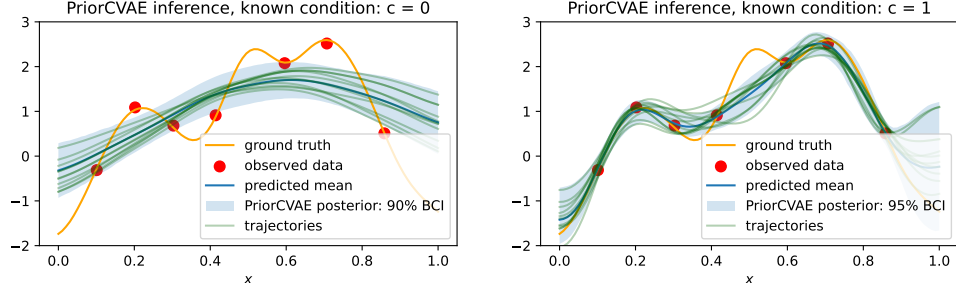 PriorCVAE inference, known condition: c = 0
3
2
1
0
−1
−2
0.0 0.2 0.4 0.6 0.8 1.0
x
ground truth
observed data
predicted mean
PriorCVAE posterior: 90% BCI
trajectories
PriorCVAE inference, known condition: c = 1
3
2
1
0
−1
−2
0.0 0.2 0.4 0.6 0.8 1.0
x
ground truth
observed data
predicted mean
PriorCVAE posterior: 95% BCI
trajectories